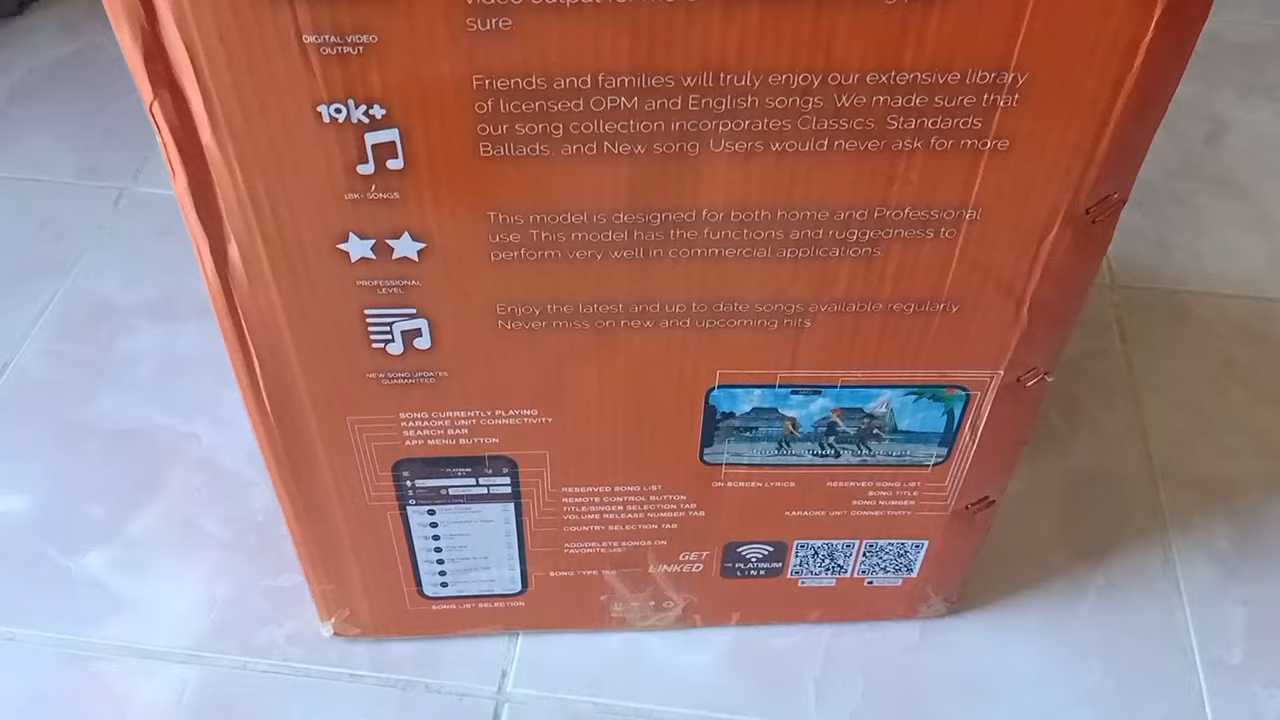 sure.
DIGITAL VIDEO
OUTPUT
Friends and families will truly enjoy our extensive library
of licensed OPM and English songs. We made sure that
our song collection incorporates Classics, Standards
Ballads, and New song. Users would never ask for more
19k+
18K+ SONGS
This model is designed for both home and Professional
use. This model has the functions and ruggedness to
perform very well in commercial applications.
PROFESSIONAL
LEVEL
Enjoy the latest and up to date songs available regularly
Never miss on new and upcoming hits
NEW SONG UPDATES
GUARANTEED
SONG CURRENTLY PLAYING
KARAOKE UNIT CONNECTIVITY
SEARCH BAR
APP MENU BUTTON
PLATINUM
LiNK
RESERVED SONG LIST
REMOTE CONTROL BUTTON
TITLE/SINGER SELECTION TAB
VOLUME RELEASE NUMBER TAB
COUNTRY SELECTION TAB
ADD/DELETE SONGS ON
FAVORITE LIST
SONG TYPE TAB
SONG LIST SELECTION
ON-SCREEN LYRICS
RESERVED SONG LIST
SONG TITLE
SONG NUMBER
KARAOKE UNIT CONNECTIVITY
GET
LINKED
THE PLATINUM
LiNK